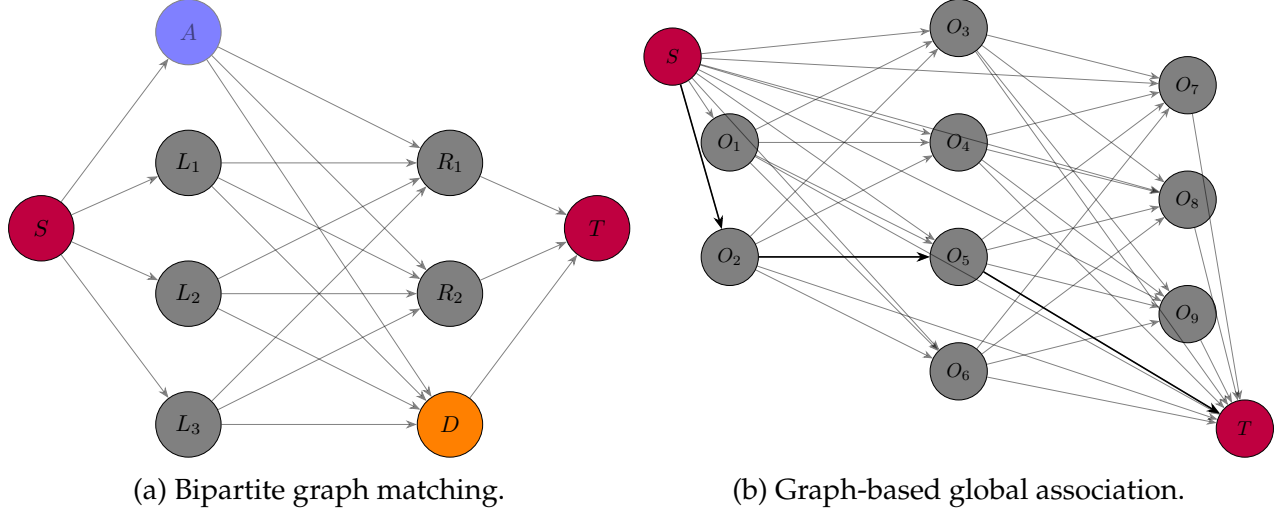 A
L₁
R₁
S
T
L₂
R₂
L₃
D
(a) Bipartite graph matching.
O₃
S
O₇
O₁
O₄
O₈
O₂
O₅
O₉
O₆
T
(b) Graph-based global association.